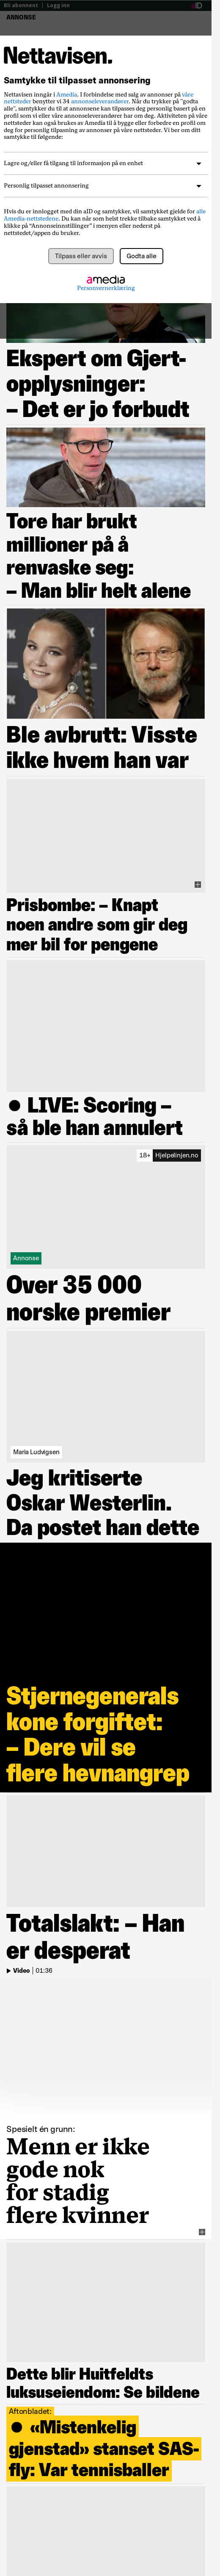 Bli abonnent | Logg inn
aID
ANNONSE
Nettavisen.
Samtykke til tilpasset annonsering
Nettavisen inngår i Amedia. I forbindelse med salg av annonser på våre
nettsteder benytter vi 34 annonseleverandører. Når du trykker på "godta
alle", samtykker du til at annonsene kan tilpasses deg personlig basert på en
profil som vi eller våre annonseleverandører har om deg. Aktiviteten på våre
nettsteder kan også brukes av Amedia til å bygge eller forbedre en profil om
deg for personlig tilpasning av annonser på våre nettsteder. Vi ber om ditt
samtykke til følgende:
Lagre og/eller få tilgang til informasjon på en enhet
Personlig tilpasset annonsering
Hvis du er innlogget med din aID og samtykker, vil samtykket gjelde for alle
Amedia-nettstedene. Du kan når som helst trekke tilbake samtykket ved å
klikke på “Annonseinnstillinger” i menyen eller nederst på
nettstedet/appen du bruker.
Tilpass eller avvis
Godta alle
amedia
Personvernerklæring
Ekspert om Gjert-
opplysninger:
– Det er jo forbudt
Tore har brukt
millioner på å
renvaske seg:
– Man blir helt alene
Ble avbrutt: Visste
ikke hvem han var
Prisbombe: – Knapt
noen andre som gir deg
mer bil for pengene
● LIVE: Scoring –
så ble han annulert
18+ Hjelpelinjen.no
Annonse
Over 35 000
norske premier
Maria Ludvigsen
Jeg kritiserte
Oskar Westerlin.
Da postet han dette
Stjernegenerals
kone forgiftet:
– Dere vil se
flere hevnangrep
Totalslakt: – Han
er desperat
Video | 01:36
Spesielt én grunn:
Menn er ikke
gode nok
for stadig
flere kvinner
Dette blir Huitfeldts
luksuseiendom: Se bildene
Aftonbladet:
● «Mistenkelig
gjenstad» stanset SAS-
fly: Var tennisballer